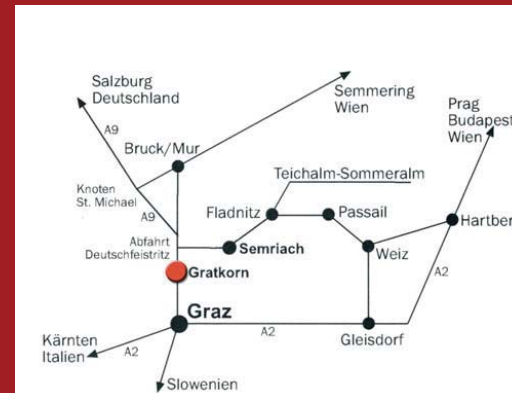 Salzburg
Deutschland
A9
Semmering
Wien
Prag
Budapest
Wien
Bruck/Mur
Teichalm-Sommeralm
Knoten
St. Michael
A9
Fladnitz
Passail
Hartber
Abfahrt
Deutschfeistritz
Semriach
Weiz
Gratkorn
A2
Graz
A2
Gleisdorf
Kärnten
Italien
A2
Slowenien